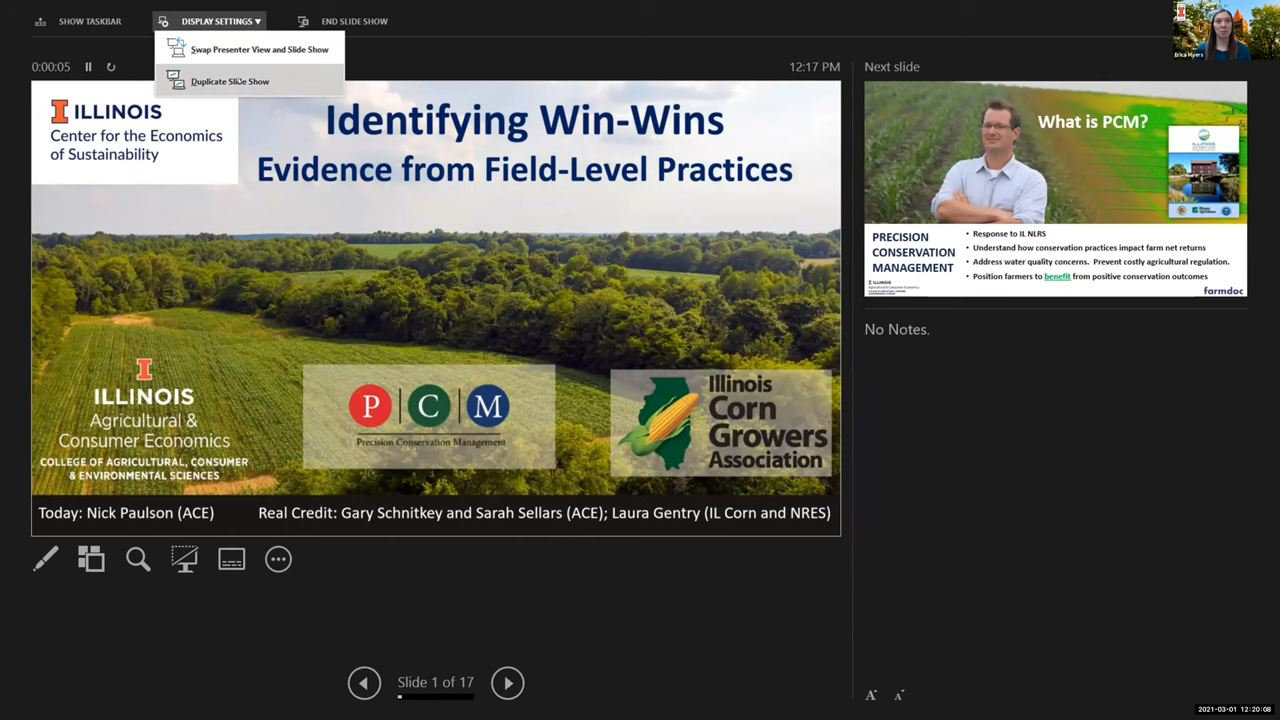 SHOW TASKBAR
DISPLAY SETTINGS ▼
END SLIDE SHOW
Swap Presenter View and Slide Show
Duplicate Slide Show
0:00:05
12:17 PM
ILLINOIS
Center for the Economics
of Sustainability
Identifying Win-Wins
Evidence from Field-Level Practices
ILLINOIS
Agricultural &
Consumer Economics
COLLEGE OF AGRICULTURAL, CONSUMER
& ENVIRONMENTAL SCIENCES
P | C | M
Precision Conservation Management
Illinois
Corn
Growers
Association
Today: Nick Paulson (ACE)
Real Credit: Gary Schnitkey and Sarah Sellars (ACE); Laura Gentry (IL Corn and NRES)
Slide 1 of 17
Next slide
What is PCM?
ILLINOIS
PRECISION
CONSERVATION
MANAGEMENT
• Response to IL NLRS
• Understand how conservation practices impact farm net returns
• Address water quality concerns. Prevent costly agricultural regulation.
• Position farmers to benefit from positive conservation outcomes
ILLINOIS
farmdoc
No Notes.
A A
Erica Myers
2021-03-01 12:20:08